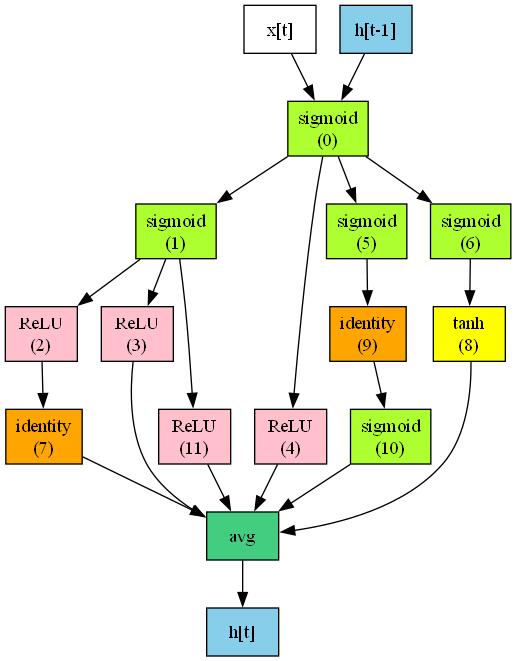 x[t]
h[t-1]
sigmoid
(0)
sigmoid
(1)
sigmoid
(5)
sigmoid
(6)
ReLU
(2)
ReLU
(3)
identity
(9)
tanh
(8)
identity
(7)
ReLU
(11)
ReLU
(4)
sigmoid
(10)
avg
h[t]